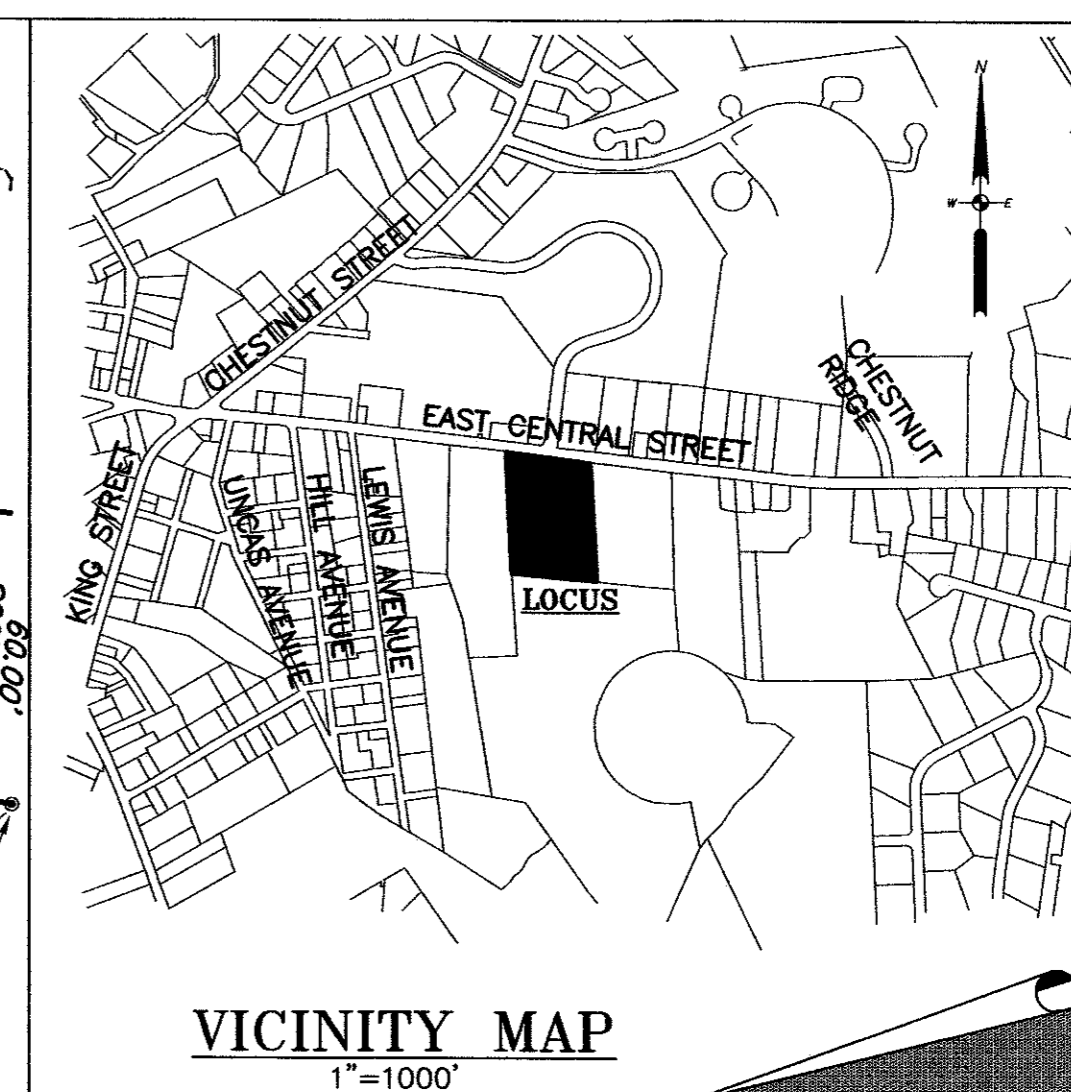 N
W E
CHESTNUT STREET
CHESTNUT
RIDGE
EAST CENTRAL STREET
KING STREET
UNCAS AVENUE
HILL AVENUE
LEWIS AVENUE
LOCUS
60.00'
VICINITY MAP
1"=1000'